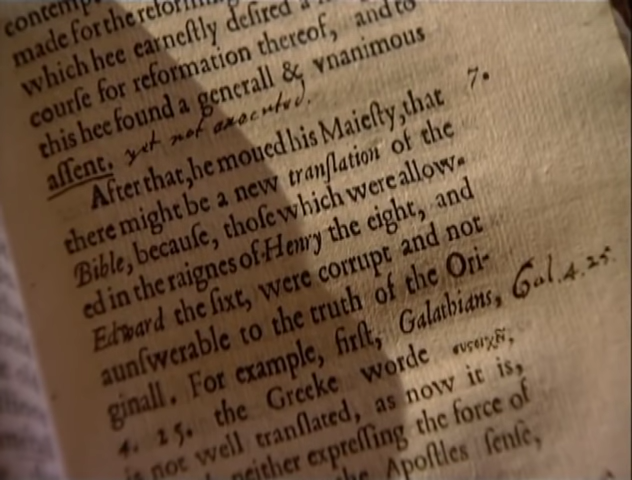 made for the reforming
which hee earneſtly deſired a
courſe for reformation thereof, and to
this hee found a generall & vnanimous
aſſent. yet not executed.
7.
After that, he moued his Maieſty, that
there might be a new tranſlation of the
Bible, becauſe, thoſe which were allow-
ed in the raignes of Henry the eight, and
Edward the ſixt, were corrupt and not
aunſwerable to the truth of the Ori-
ginall. For example, firſt, Galathians, Gal. 4. 25.
4. 25. the Greeke worde
is not well tranſlated, as now it is,
neither expreſſing the force of
the Apoſtles ſenſe,